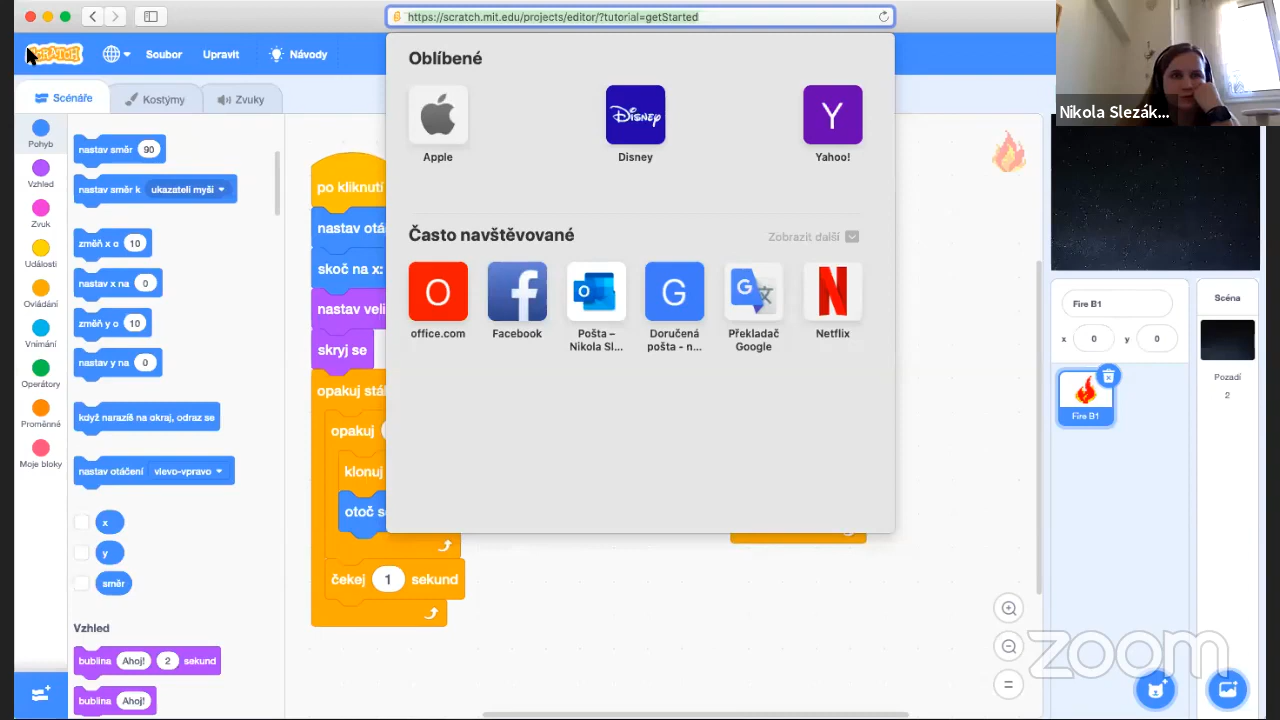 https://scratch.mit.edu/projects/editor/?tutorial=getStarted
SCRATCH
Soubor
Upravit
Návody
Scénáře
Kostýmy
Zvuky
Pohyb
Vzhled
Zvuk
Události
Ovládání
Vnímání
Operátory
Proměnné
Moje bloky
nastav směr 90
nastav směr k ukazateli myši
změň x o 10
nastav x na 0
změň y o 10
nastav y na 0
když narazíš na okraj, odraz se
nastav otáčení vlevo-vpravo
x
y
směr
Vzhled
bublina Ahoj! 2 sekund
bublina Ahoj!
po kliknutí
nastav otá
skoč na x:
nastav veli
skryj se
opakuj stál
opakuj
klonuj
otoč s
čekej 1 sekund
Oblíbené
Apple
Disney
Disney
Y
Yahoo!
Často navštěvované
Zobrazit další
O
office.com
Facebook
Pošta –
Nikola Sl...
G
Doručená
pošta - n...
Překladač
Google
Netflix
Nikola Slezák...
Fire B1
x 0 y 0
Fire B1
Scéna
Pozadí
2
zoom